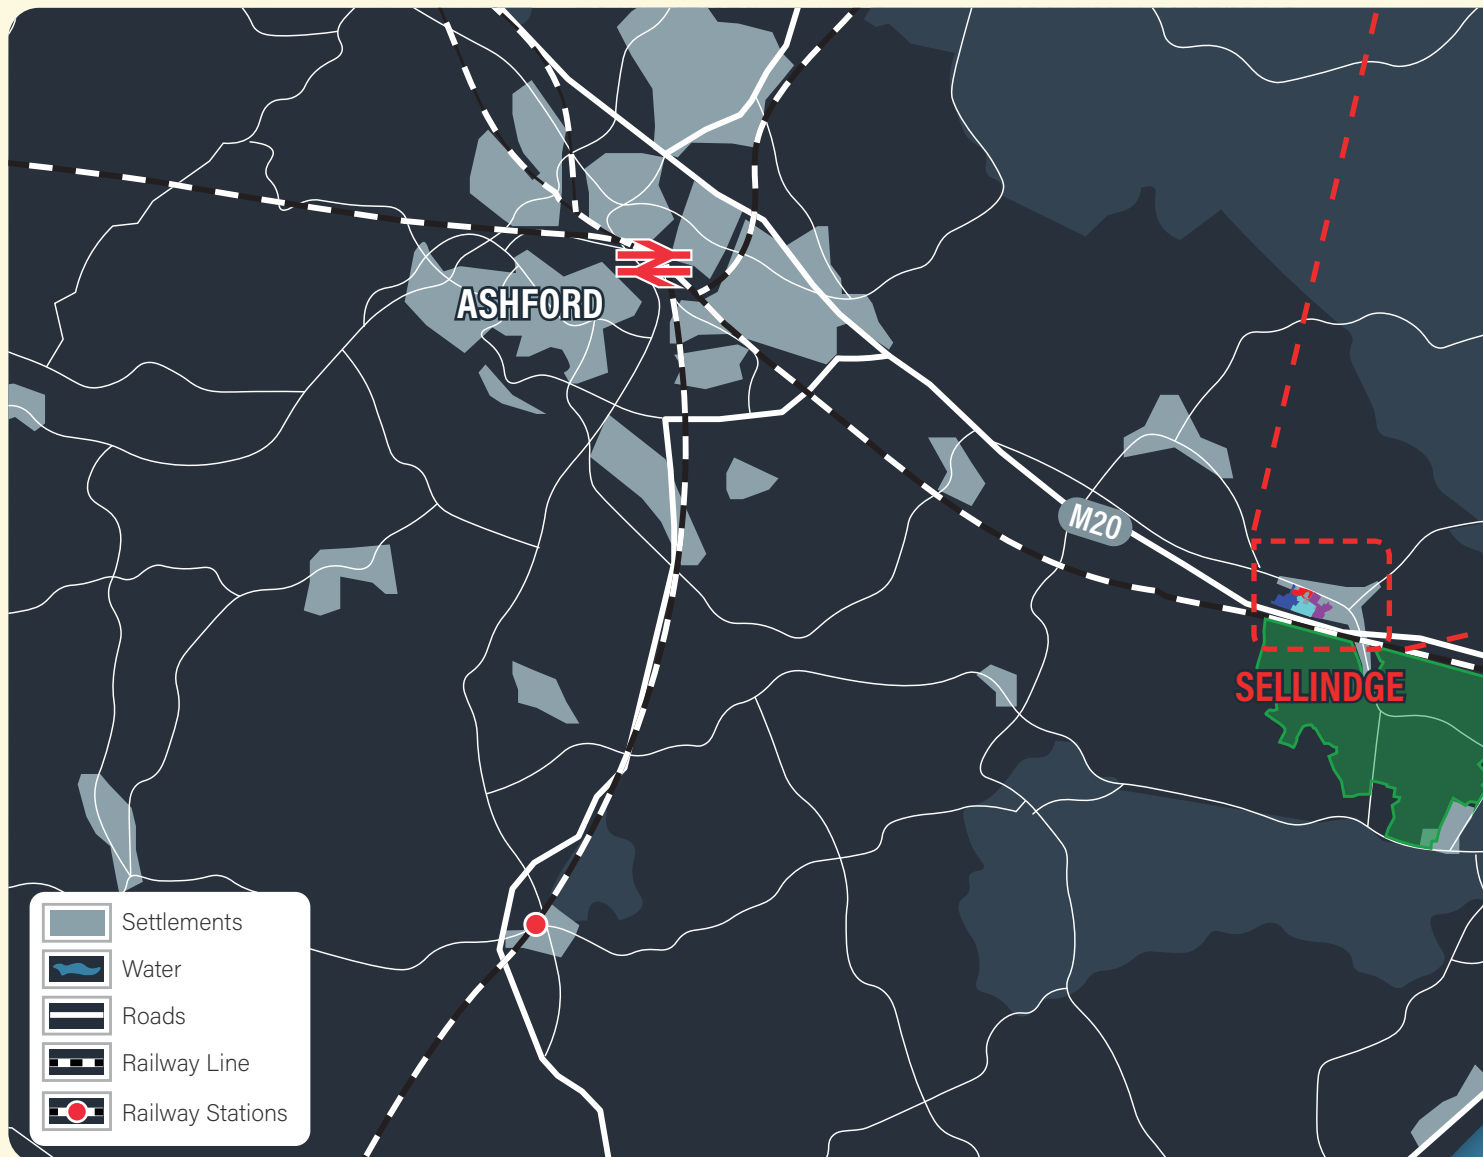 ASHFORD
M20
SELLINDGE
Settlements
Water
Roads
Railway Line
Railway Stations